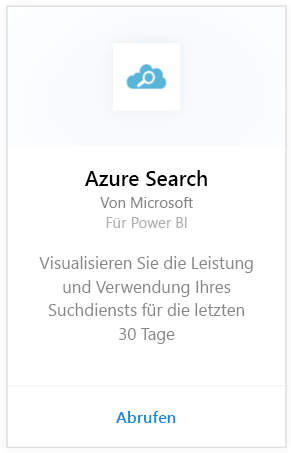 Azure Search
Von Microsoft
Für Power BI
Visualisieren Sie die Leistung
und Verwendung Ihres
Suchdiensts für die letzten
30 Tage
Abrufen